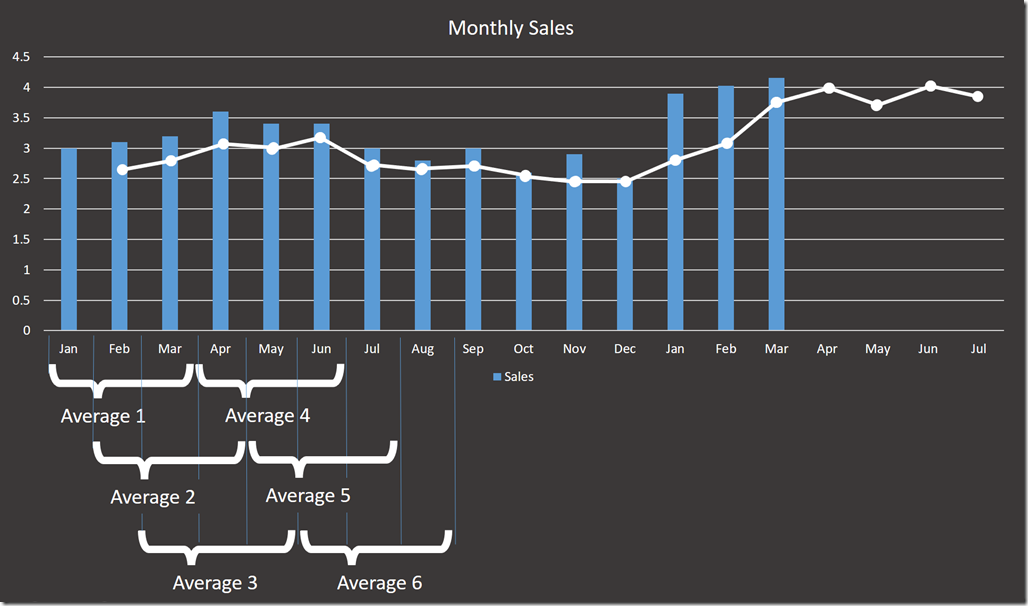 Monthly Sales
4.5
4
3.5
3
2.5
2
1.5
1
0.5
0
Jan Feb Mar Apr May Jun Jul Aug Sep Oct Nov Dec Jan Feb Mar Apr May Jun Jul
Sales
Average 1 Average 4
Average 2 Average 5
Average 3 Average 6